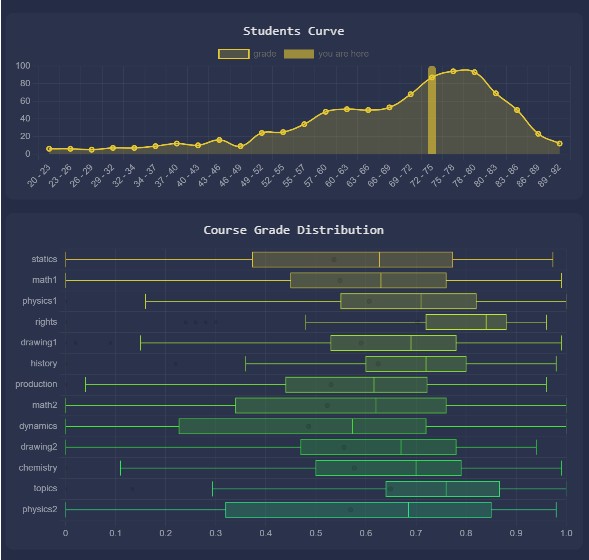 Students Curve
grade you are here
100
80
60
40
20
0
20 - 23 23 - 26 26 - 29 29 - 32 32 - 34 34 - 37 37 - 40 40 - 43 43 - 46 46 - 49 49 - 52 52 - 55 55 - 57 57 - 60 60 - 63 63 - 66 66 - 69 69 - 72 72 - 75 75 - 78 78 - 80 80 - 83 83 - 86 86 - 89 89 - 92
Course Grade Distribution
statics
math1
physics1
rights
drawing1
history
production
math2
dynamics
drawing2
chemistry
topics
physics2
0 0.1 0.2 0.3 0.4 0.5 0.6 0.7 0.8 0.9 1.0